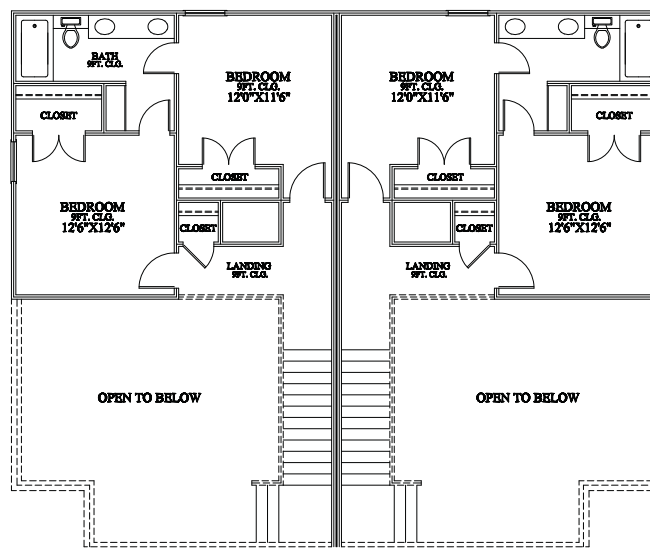 BATH
9FT. CLG.
BEDROOM
9FT. CLG.
12'0"X11'6"
BEDROOM
9FT. CLG.
12'0"X11'6"
CLOSET
CLOSET
CLOSET
CLOSET
BEDROOM
9FT. CLG.
12'6"X12'6"
BEDROOM
9FT. CLG.
12'6"X12'6"
CLOSET
CLOSET
LANDING
9FT. CLG.
LANDING
9FT. CLG.
OPEN TO BELOW
OPEN TO BELOW